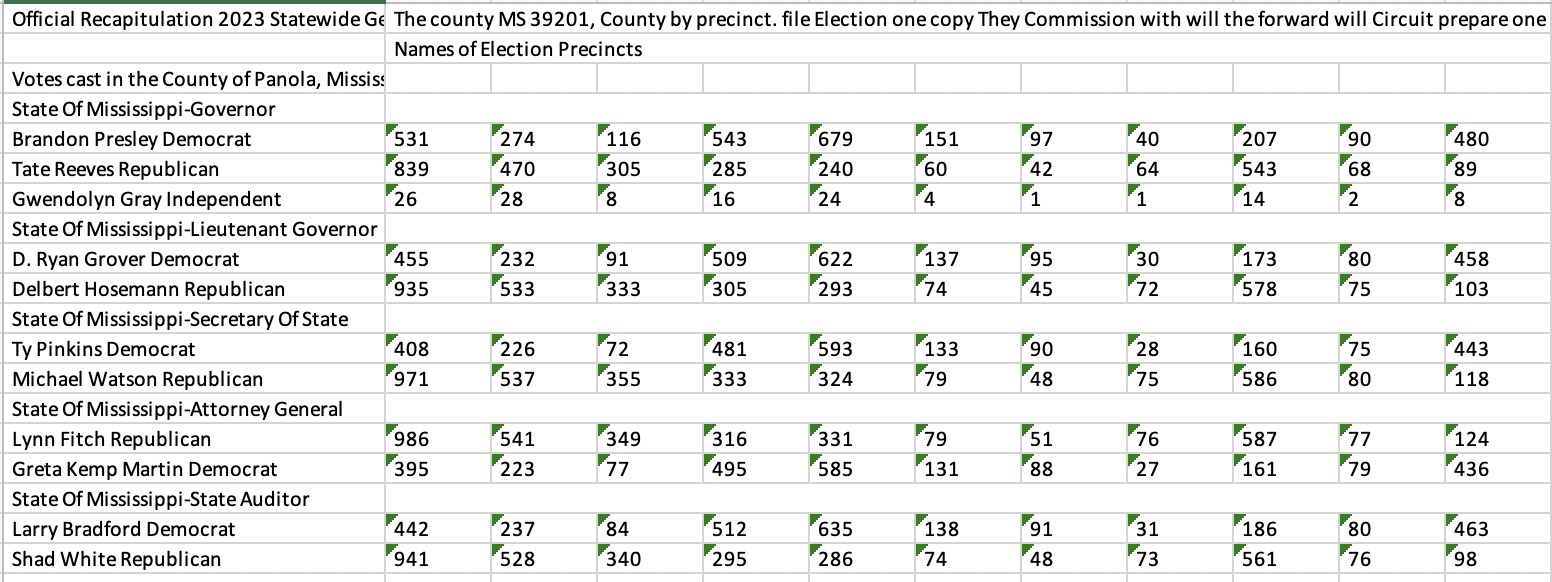 Official Recapitulation 2023 Statewide Ge The county MS 39201, County by precinct. file Election one copy They Commission with will the forward will Circuit prepare one
Names of Election Precincts
Votes cast in the County of Panola, Missis
State Of Mississippi-Governor
Brandon Presley Democrat 531 274 116 543 679 151 97 40 207 90 480
Tate Reeves Republican 839 470 305 285 240 60 42 64 543 68 89
Gwendolyn Gray Independent 26 28 8 16 24 4 1 1 14 2 8
State Of Mississippi-Lieutenant Governor
D. Ryan Grover Democrat 455 232 91 509 622 137 95 30 173 80 458
Delbert Hosemann Republican 935 533 333 305 293 74 45 72 578 75 103
State Of Mississippi-Secretary Of State
Ty Pinkins Democrat 408 226 72 481 593 133 90 28 160 75 443
Michael Watson Republican 971 537 355 333 324 79 48 75 586 80 118
State Of Mississippi-Attorney General
Lynn Fitch Republican 986 541 349 316 331 79 51 76 587 77 124
Greta Kemp Martin Democrat 395 223 77 495 585 131 88 27 161 79 436
State Of Mississippi-State Auditor
Larry Bradford Democrat 442 237 84 512 635 138 91 31 186 80 463
Shad White Republican 941 528 340 295 286 74 48 73 561 76 98